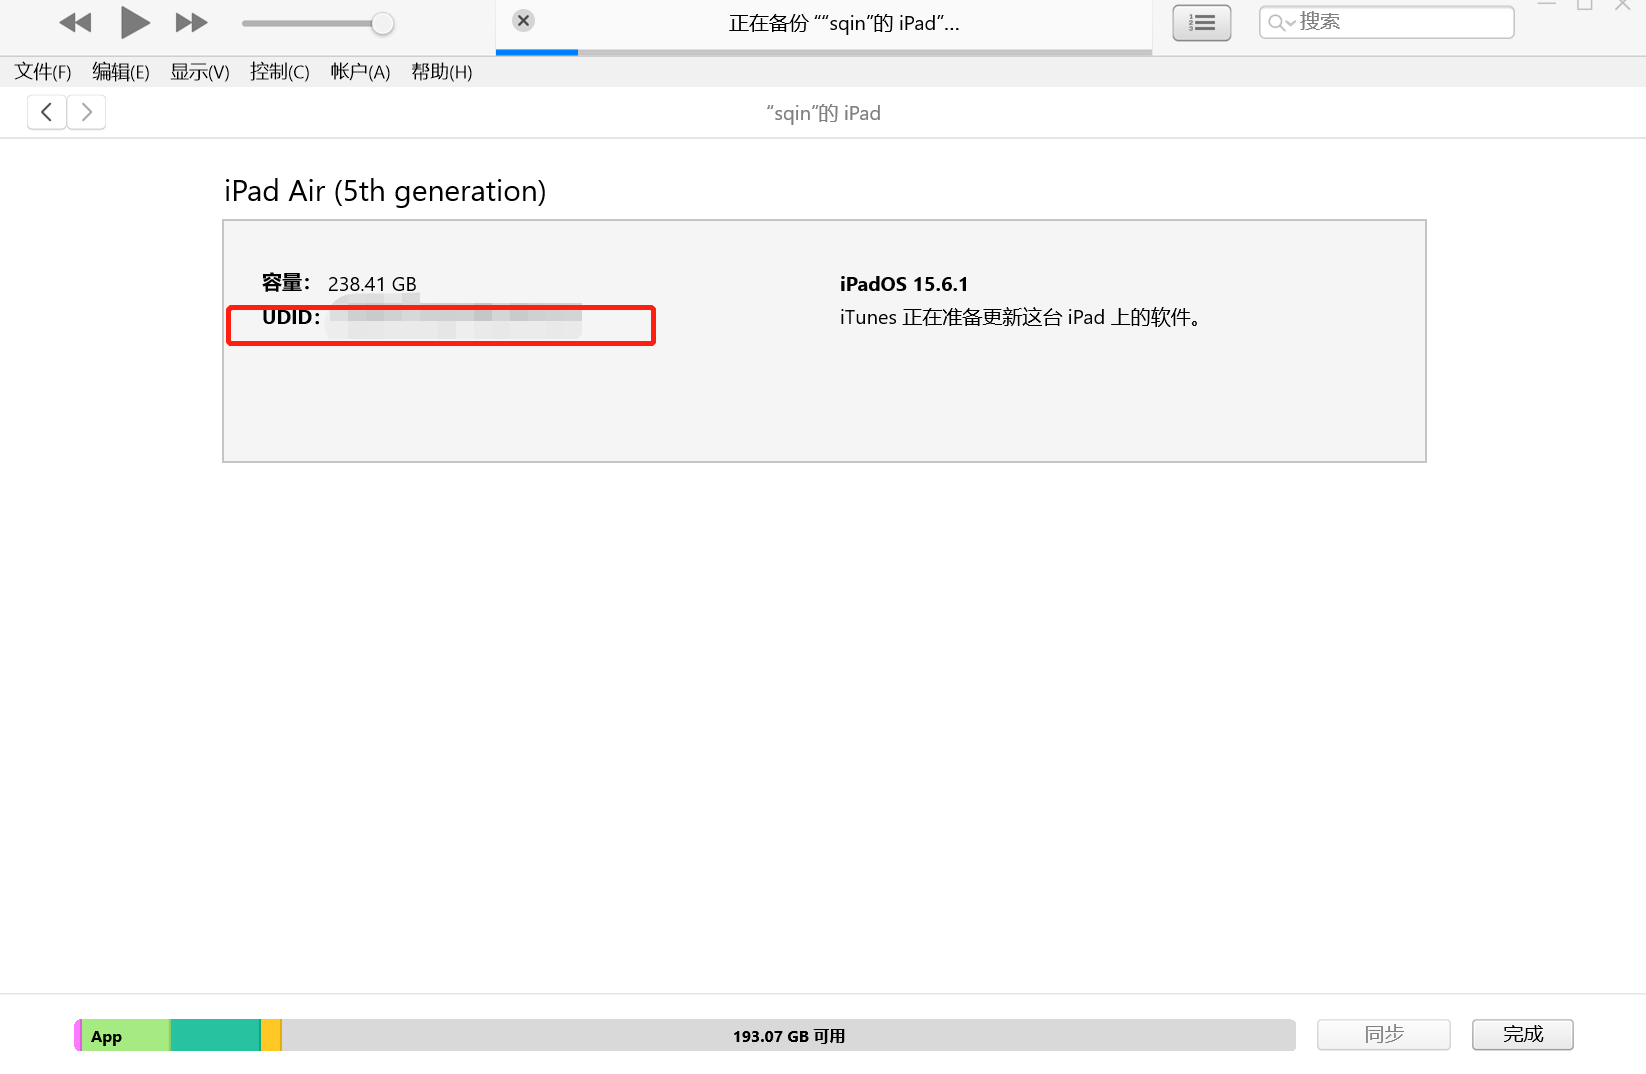 正在备份 ““sqin”的 iPad”...
搜索
文件(F) 编辑(E) 显示(V) 控制(C) 帐户(A) 帮助(H)
“sqin”的 iPad
iPad Air (5th generation)
容量： 238.41 GB
UDID：
iPadOS 15.6.1
iTunes 正在准备更新这台 iPad 上的软件。
App
193.07 GB 可用
同步
完成